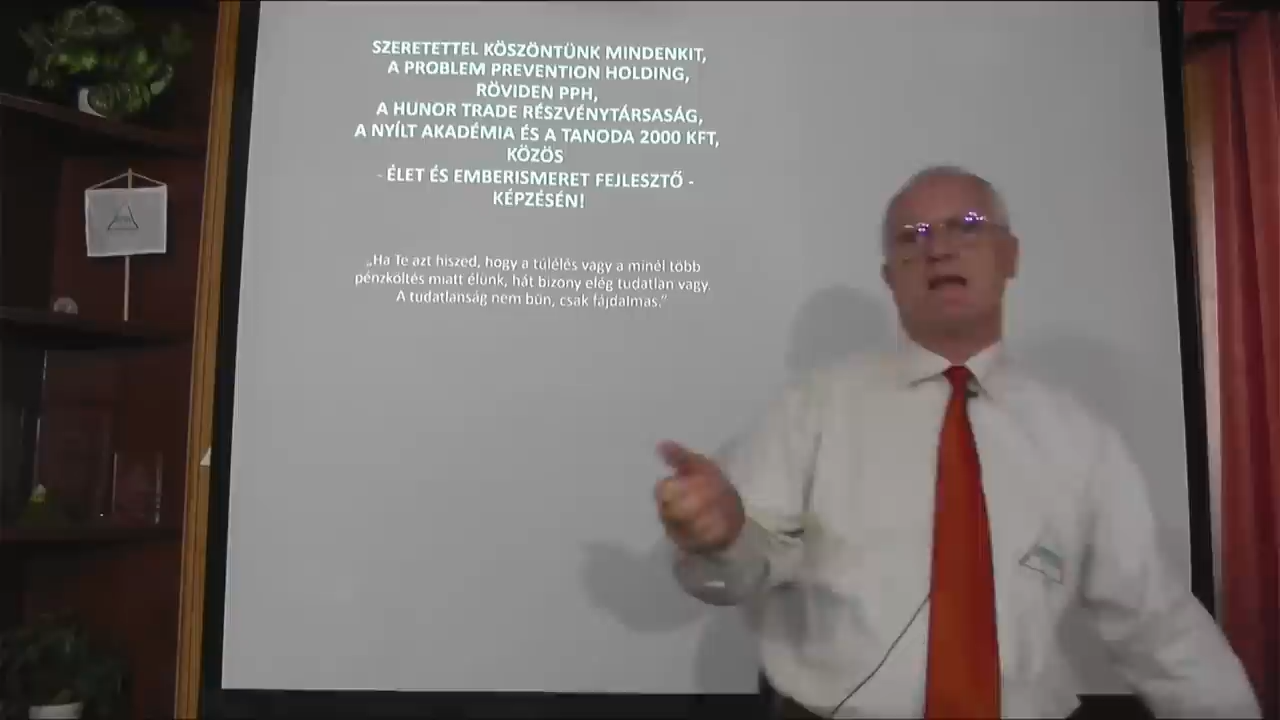 SZERETETTEL KÖSZÖNTÜNK MINDENKIT,
A PROBLEM PREVENTION HOLDING,
RÖVIDEN PPH,
A HUNOR TRADE RÉSZVÉNYTÁRSASÁG,
A NYÍLT AKADÉMIA ÉS A TANODA 2000 KFT,
KÖZÖS
- ÉLET ÉS EMBERISMERET FEJLESZTŐ -
KÉPZÉSÉN!
„Ha Te azt hiszed, hogy a túlélés vagy a minél több
pénzköltés miatt élünk, hát bizony elég tudatlan vagy.
A tudatlanság nem bűn, csak fájdalmas.”